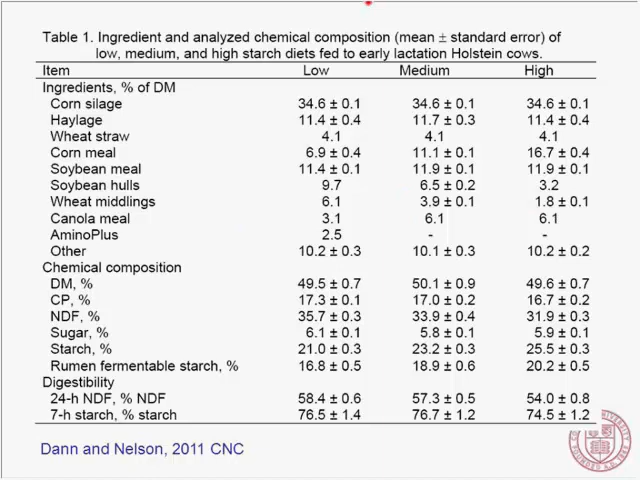 Table 1. Ingredient and analyzed chemical composition (mean ± standard error) of
low, medium, and high starch diets fed to early lactation Holstein cows.
Item Low Medium High
Ingredients, % of DM
Corn silage 34.6 ± 0.1 34.6 ± 0.1 34.6 ± 0.1
Haylage 11.4 ± 0.4 11.7 ± 0.3 11.4 ± 0.4
Wheat straw 4.1 4.1 4.1
Corn meal 6.9 ± 0.4 11.1 ± 0.1 16.7 ± 0.4
Soybean meal 11.4 ± 0.1 11.9 ± 0.1 11.9 ± 0.1
Soybean hulls 9.7 6.5 ± 0.2 3.2
Wheat middlings 6.1 3.9 ± 0.1 1.8 ± 0.1
Canola meal 3.1 6.1 6.1
AminoPlus 2.5 - -
Other 10.2 ± 0.3 10.1 ± 0.3 10.2 ± 0.2
Chemical composition
DM, % 49.5 ± 0.7 50.1 ± 0.9 49.6 ± 0.7
CP, % 17.3 ± 0.1 17.0 ± 0.2 16.7 ± 0.2
NDF, % 35.7 ± 0.3 33.9 ± 0.4 31.9 ± 0.3
Sugar, % 6.1 ± 0.1 5.8 ± 0.1 5.9 ± 0.1
Starch, % 21.0 ± 0.3 23.2 ± 0.3 25.5 ± 0.3
Rumen fermentable starch, % 16.8 ± 0.5 18.9 ± 0.6 20.2 ± 0.5
Digestibility
24-h NDF, % NDF 58.4 ± 0.6 57.3 ± 0.5 54.0 ± 0.8
7-h starch, % starch 76.5 ± 1.4 76.7 ± 1.2 74.5 ± 1.2
Dann and Nelson, 2011 CNC